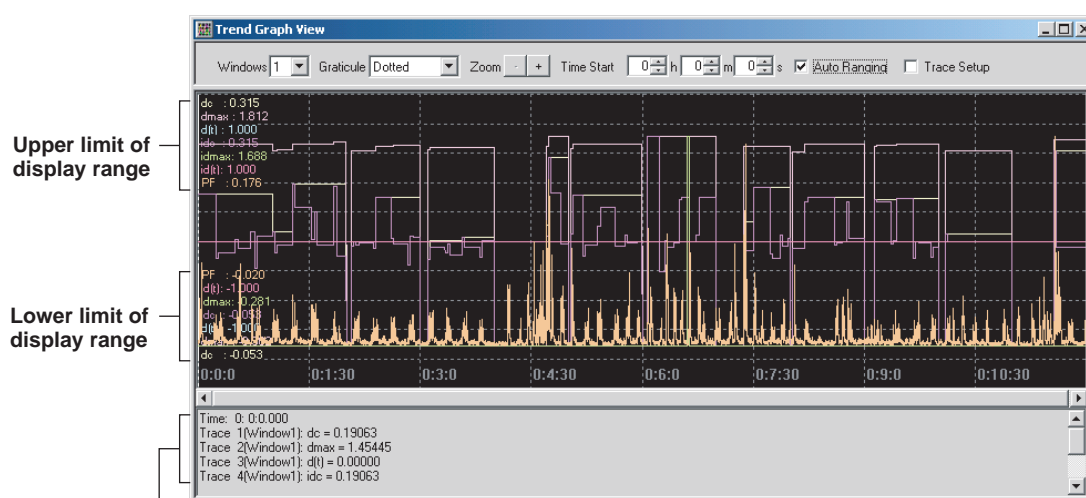 Trend Graph View
Windows 1 Graticule Dotted Zoom - + Time Start 0 h 0 m 0 s Auto Ranging Trace Setup
Upper limit of
display range
dc : 0.315
dmax : 1.812
d(t) : 1.000
idc : 0.315
idmax: 1.688
id(t): 1.000
PF : 0.176
Lower limit of
display range
PF : -0.020
id(t): -1.000
idmax: -0.281
idc : -0.053
d(t) : -1.000
dc : -0.053
0:0:0 0:1:30 0:3:0 0:4:30 0:6:0 0:7:30 0:9:0 0:10:30
Time: 0: 0:0.000
Trace 1(Window1): dc = 0.19063
Trace 2(Window1): dmax = 1.45445
Trace 3(Window1): d(t) = 0.00000
Trace 4(Window1): idc = 0.19063